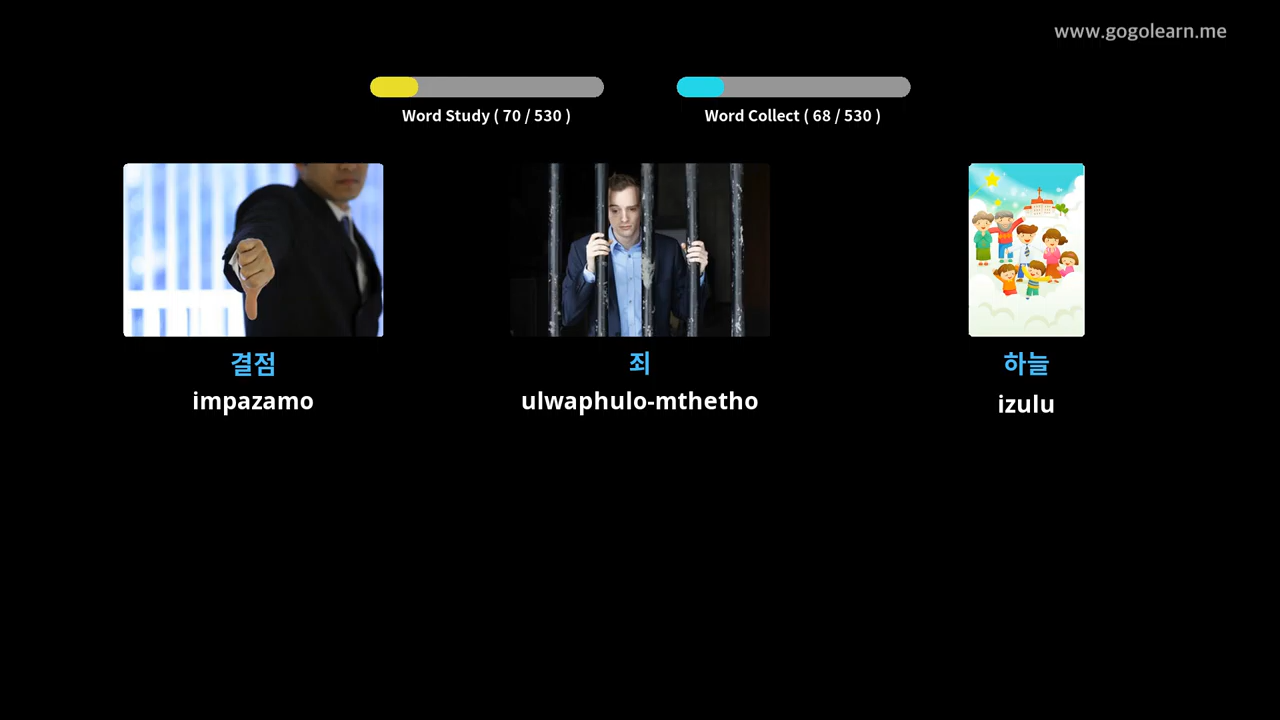 www.gogolearn.me
Word Study ( 70 / 530 )
Word Collect ( 68 / 530 )
결점
impazamo
죄
ulwaphulo-mthetho
하늘
izulu